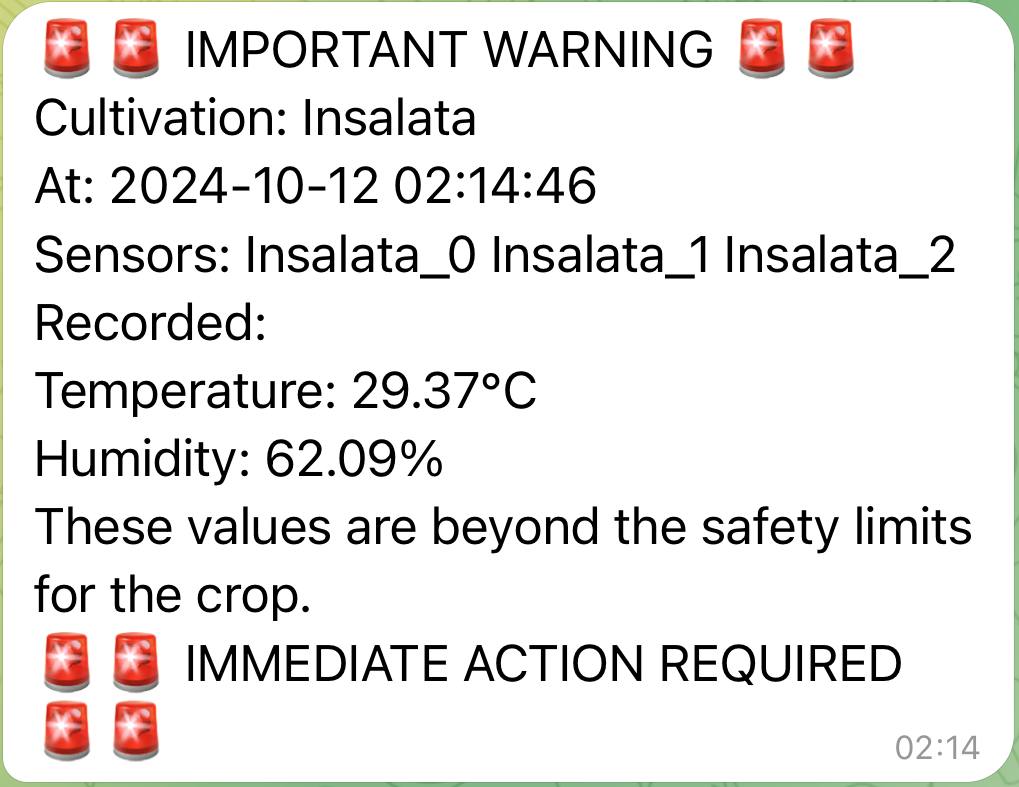 🚨🚨 IMPORTANT WARNING 🚨🚨
Cultivation: Insalata
At: 2024-10-12 02:14:46
Sensors: Insalata_0 Insalata_1 Insalata_2
Recorded:
Temperature: 29.37°C
Humidity: 62.09%
These values are beyond the safety limits
for the crop.
🚨🚨 IMMEDIATE ACTION REQUIRED
🚨🚨
02:14